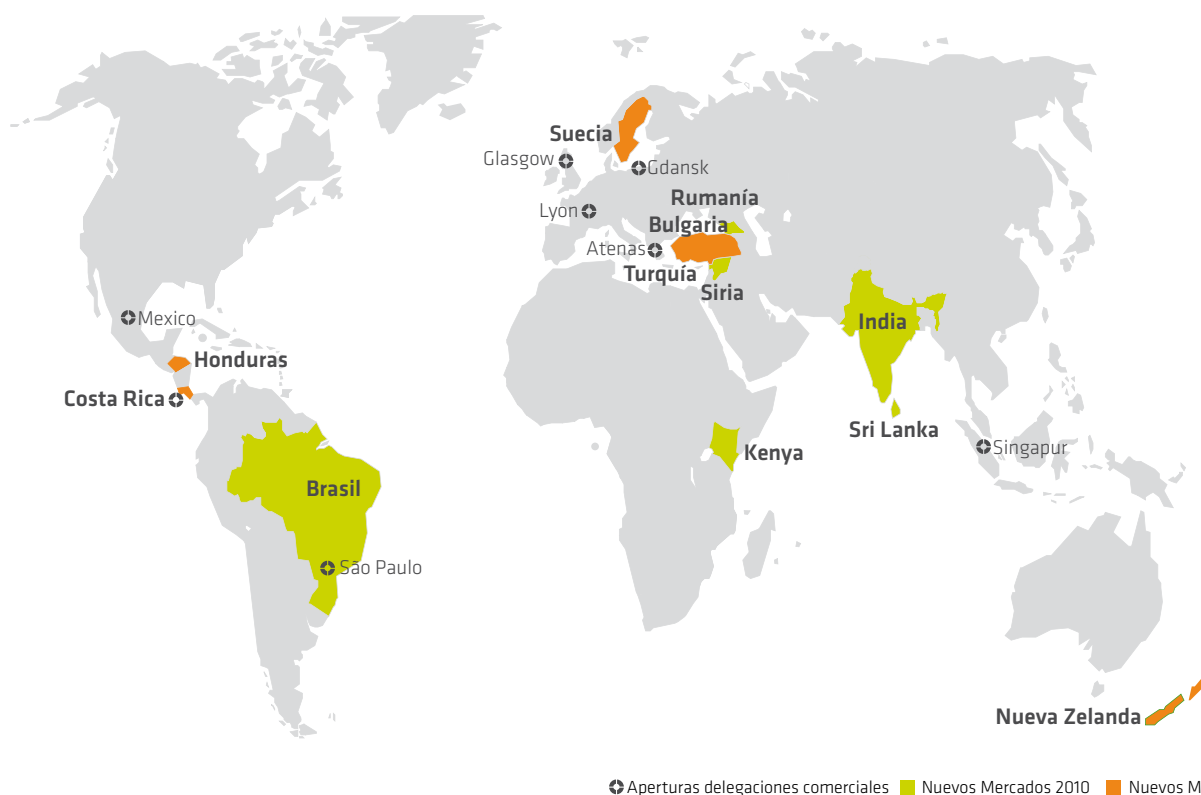 Suecia
Glasgow
Gdansk
Rumanía
Lyon
Bulgaria
Atenas
Turquía
Siria
Mexico
India
Honduras
Costa Rica
Sri Lanka
Singapur
Kenya
Brasil
São Paulo
Nueva Zelanda
Aperturas delegaciones comerciales Nuevos Mercados 2010 Nuevos M